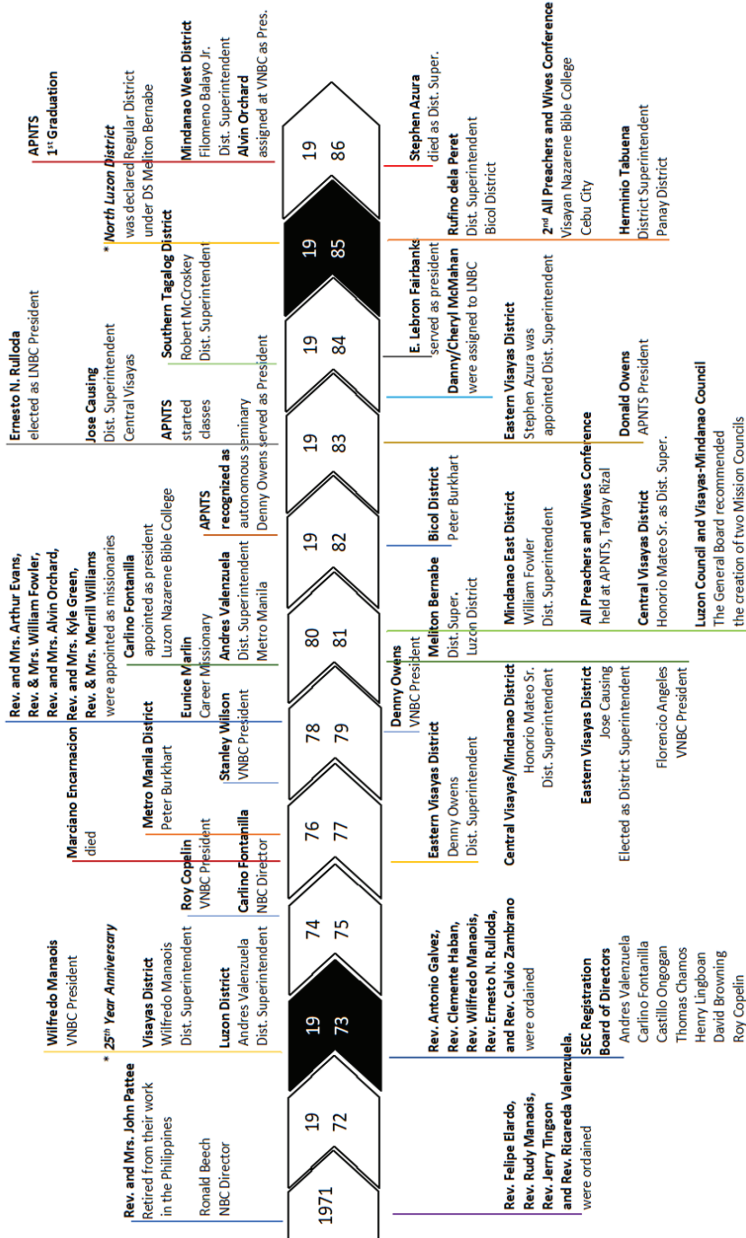 Rev. and Mrs. John Pattee
Retired from their work
in the Philippines
Ronald Beech
NBC Director
Wilfredo Manaois
VNBC President
* 25th Year Anniversary
Visayas District
Wilfredo Manaois
Dist. Superintendent
Luzon District
Andres Valenzuela
Dist. Superintendent
Marciano Encarnacion
died
Roy Copelin
VNBC President
Carlino Fontanilla
NBC Director
Metro Manila District
Peter Burkhart
Stanley Wilson
VNBC President
Rev. and Mrs. Arthur Evans,
Rev. & Mrs. William Fowler,
Rev. and Mrs. Alvin Orchard,
Rev. and Mrs. Kyle Green,
Rev. & Mrs. Merrill Williams
were appointed as missionaries
Eunice Marlin
Career Missionary
Carlino Fontanilla
appointed as president
Luzon Nazarene Bible College
Andres Valenzuela
Dist. Superintendent
Metro Manila
APNTS
recognized as
autonomous seminary
Denny Owens served as President
Ernesto N. Rulloda
elected as LNBC President
Jose Causing
Dist. Superintendent
Central Visayas
APNTS
started
classes
Southern Tagalog District
Robert McCroskey
Dist. Superintendent
* North Luzon District
was declared Regular District
under DS Meliton Bernabe
APNTS
1st Graduation
Mindanao West District
Filomeno Balayo Jr.
Dist. Superintendent
Alvin Orchard
assigned at VNBC as Pres.
1971
19
72
19
73
74
75
76
77
78
79
80
81
19
82
19
83
19
84
19
85
19
86
Rev. Felipe Elardo,
Rev. Rudy Manaois,
Rev. Jerry Tingson
and Rev. Ricareda Valenzuela.
were ordained
Rev. Antonio Galvez,
Rev. Clemente Haban,
Rev. Wilfredo Manaois,
Rev. Ernesto N. Rulloda,
and Rev. Calvio Zambrano
were ordained
SEC Registration
Board of Directors
Andres Valenzuela
Carlino Fontanilla
Castillo Ongogan
Thomas Chamos
Henry Lingboan
David Browning
Roy Copelin
Eastern Visayas District
Denny Owens
Dist. Superintendent
Central Visayas/Mindanao District
Honorio Mateo Sr.
Dist. Superintendent
Eastern Visayas District
Jose Causing
Elected as District Superintendent
Florencio Angeles
VNBC President
Denny Owens
VNBC President
Meliton Bernabe
Dist. Super.
Luzon District
Bicol District
Peter Burkhart
Mindanao East District
William Fowler
Dist. Superintendent
All Preachers and Wives Conference
held at APNTS, Taytay Rizal
Central Visayas District
Honorio Mateo Sr. as Dist. Super.
Luzon Council and Visayas-Mindanao Council
The General Board recommended
the creation of two Mission Councils
E. Lebron Fairbanks
served as president
Danny/Cheryl McMahan
were assigned to LNBC
Eastern Visayas District
Stephen Azura was
appointed Dist. Superintendent
Donald Owens
APNTS President
Stephen Azura
died as Dist. Super.
Rufino dela Peret
Dist. Superintendent
Bicol District
2nd All Preachers and Wives Conference
Visayan Nazarene Bible College
Cebu City
Herminio Tabuena
District Superintendent
Panay District